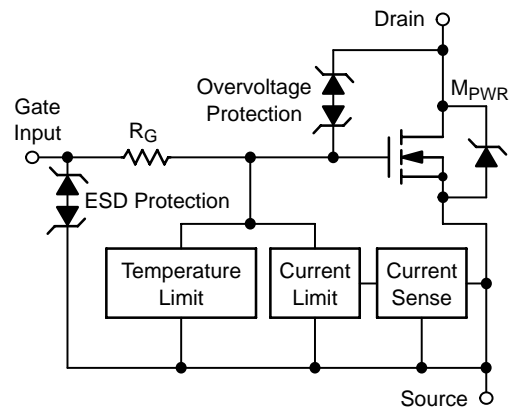 Drain
Overvoltage
Protection
MPWR
Gate
Input
RG
ESD Protection
Temperature
Limit
Current
Limit
Current
Sense
Source